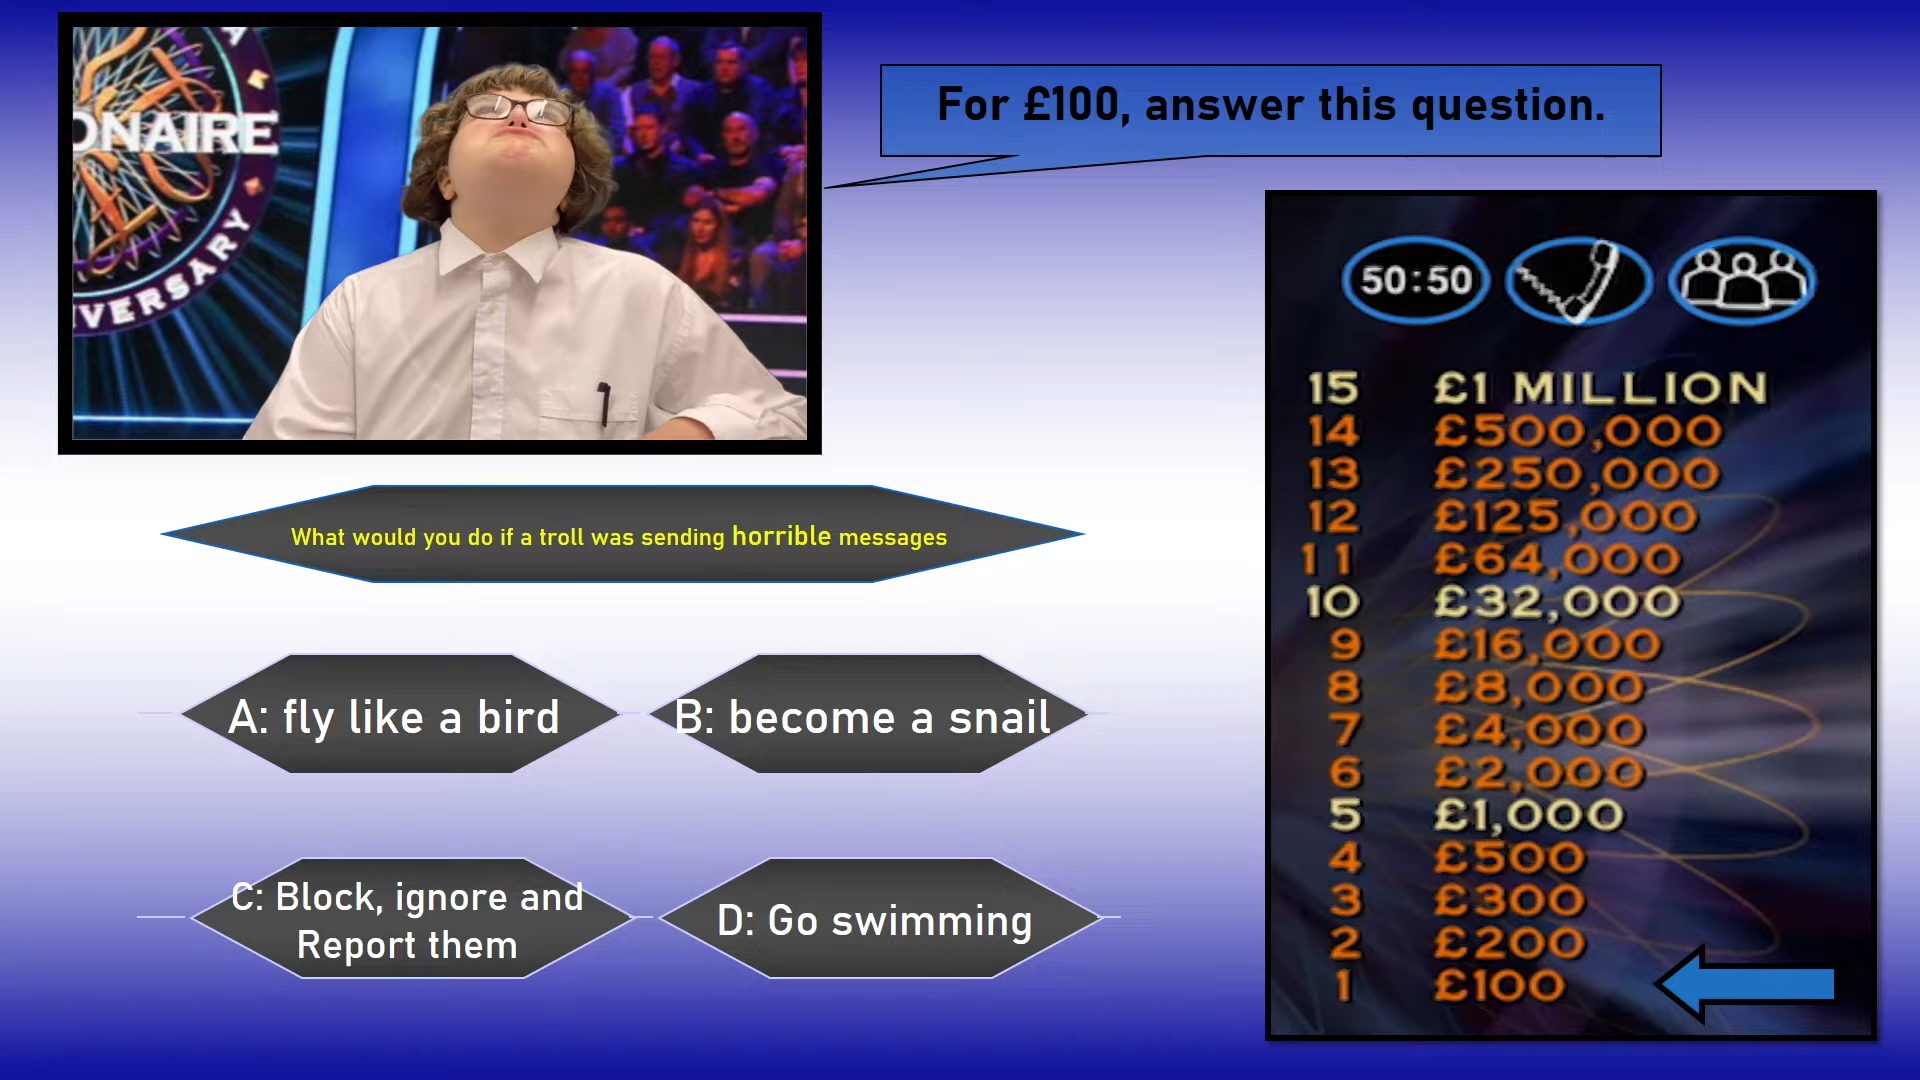 ONAIRE
VERSARY
For £100, answer this question.
50:50
15 £1 MILLION
14 £500,000
13 £250,000
12 £125,000
11 £64,000
10 £32,000
9 £16,000
8 £8,000
7 £4,000
6 £2,000
5 £1,000
4 £500
3 £300
2 £200
1 £100
What would you do if a troll was sending horrible messages
A: fly like a bird
B: become a snail
C: Block, ignore and
Report them
D: Go swimming